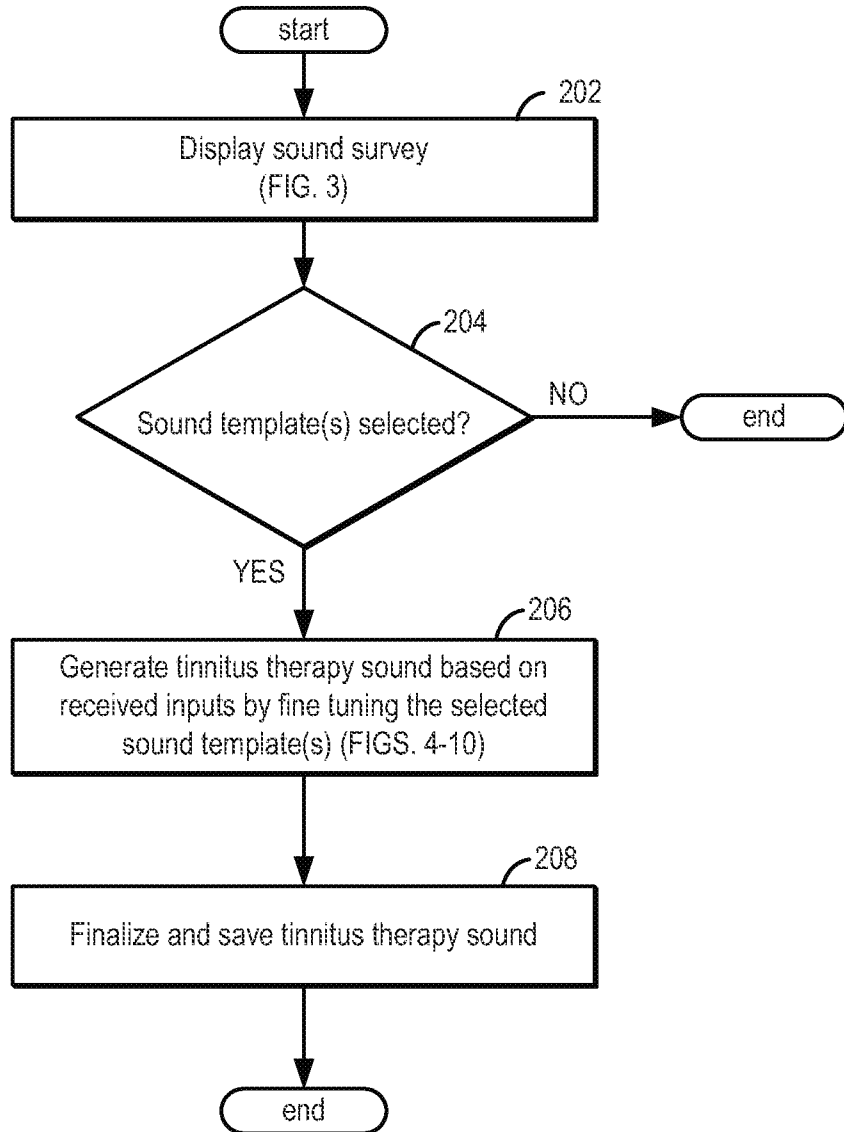 start
202
Display sound survey
(FIG. 3)
204
Sound template(s) selected?
NO
end
YES
206
Generate tinnitus therapy sound based on
received inputs by fine tuning the selected
sound template(s) (FIGS. 4-10)
208
Finalize and save tinnitus therapy sound
end